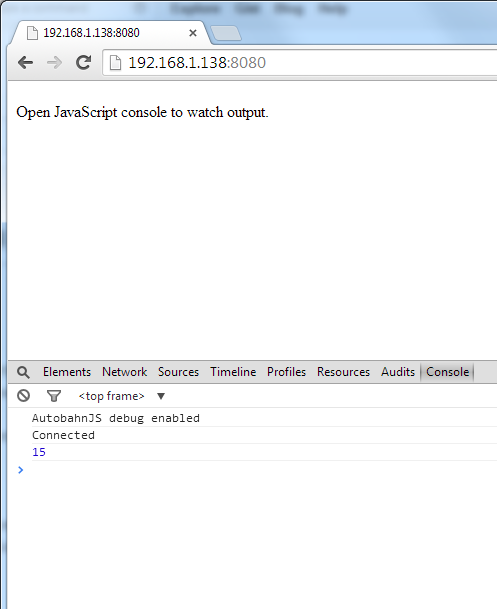 192.168.1.138:8080
192.168.1.138:8080
Open JavaScript console to watch output.
Elements Network Sources Timeline Profiles Resources Audits Console
<top frame>
AutobahnJS debug enabled
Connected
15